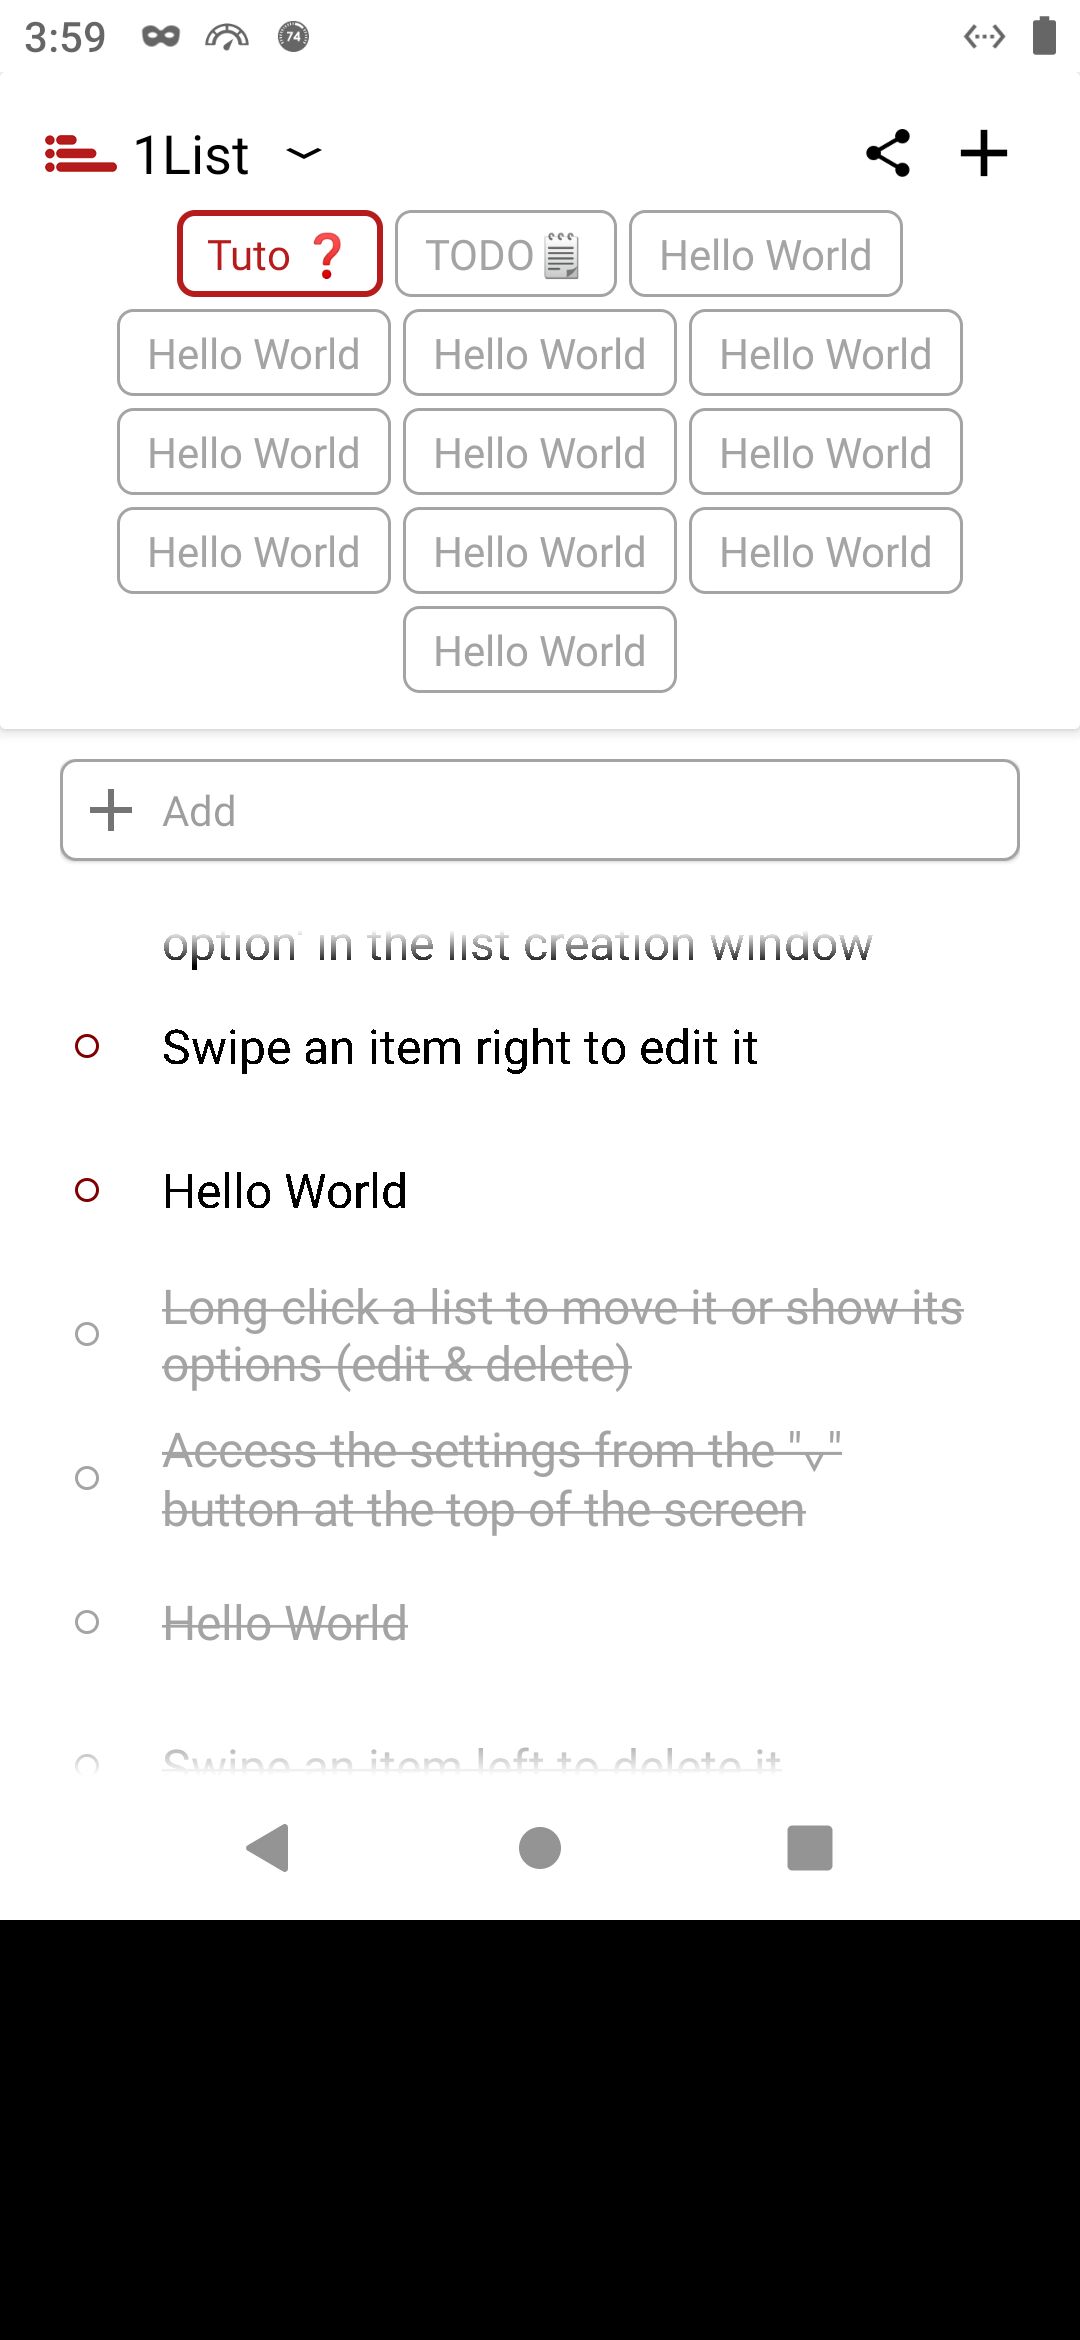 3:59
74
1List
Tuto ❓ TODO🗒 Hello World
Hello World Hello World Hello World
Hello World Hello World Hello World
Hello World Hello World Hello World
Hello World
Add
option' in the list creation window
Swipe an item right to edit it
Hello World
Long click a list to move it or show its
options (edit & delete)
Access the settings from the "﹀"
button at the top of the screen
Hello World
Swipe an item left to delete it